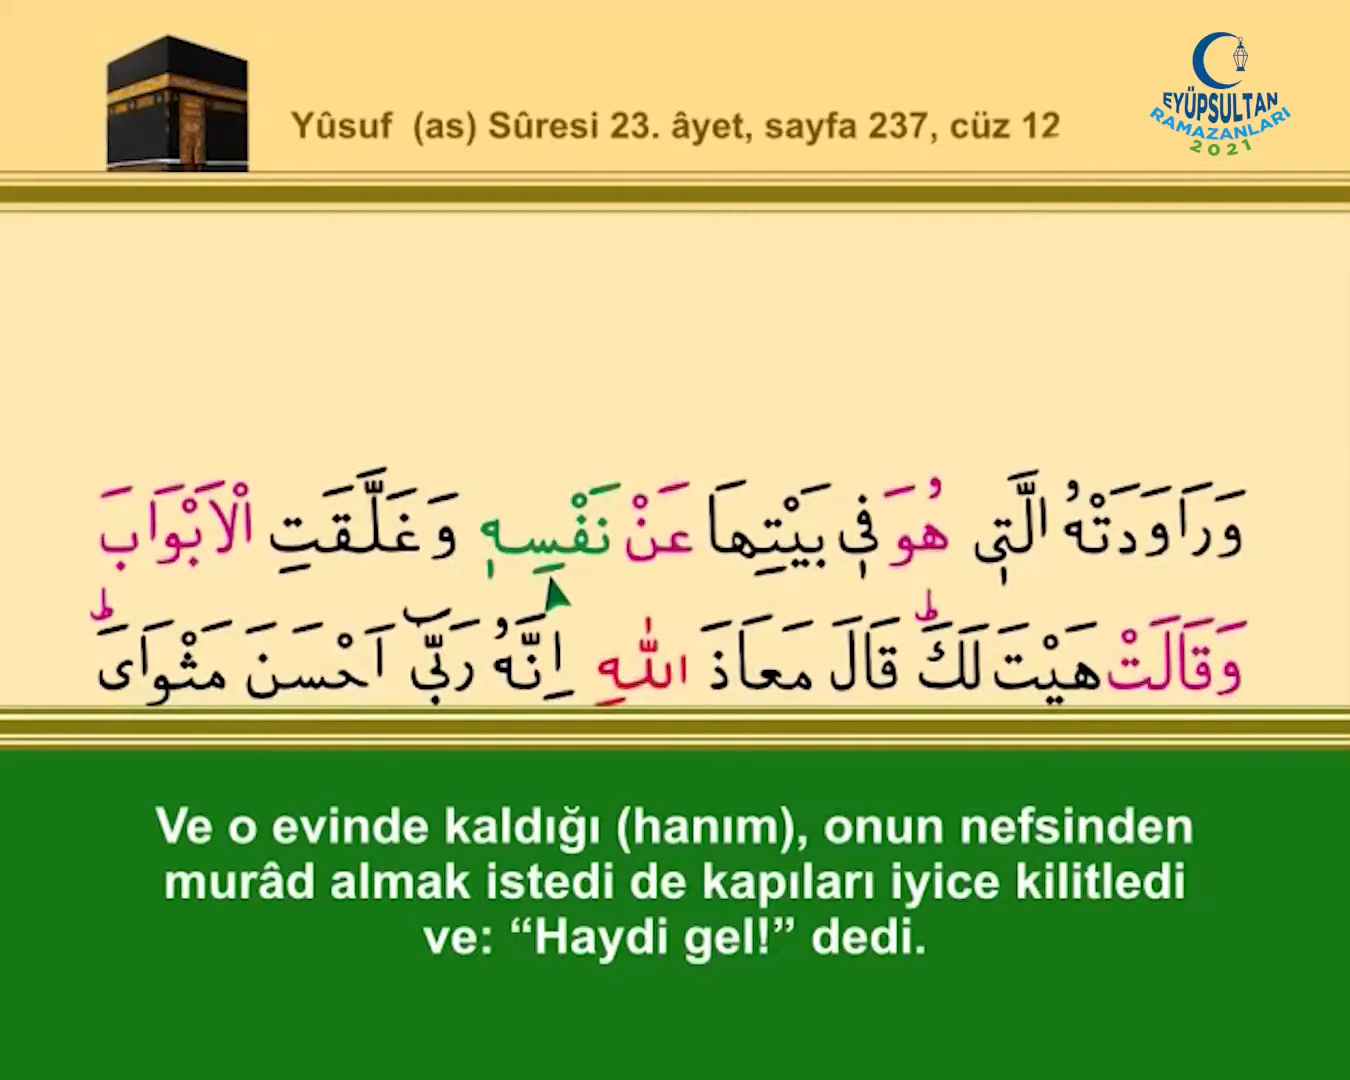 Yûsuf (as) Sûresi 23. âyet, sayfa 237, cüz 12
EYÜPSULTAN
RAMAZANLARI
2021
وَرَاوَدَتْهُ الَّتٖى هُوَ فٖى بَيْتِهَا عَنْ نَفْسِهٖ وَغَلَّقَتِ الْاَبْوَابَ
وَقَالَتْ هَيْتَ لَكَ ؕ قَالَ مَعَاذَ اللّٰهِ اِنَّهُ رَبّٖى اَحْسَنَ مَثْوَاىَ ؕ
Ve o evinde kaldığı (hanım), onun nefsinden
murâd almak istedi de kapıları iyice kilitledi
ve: “Haydi gel!” dedi.